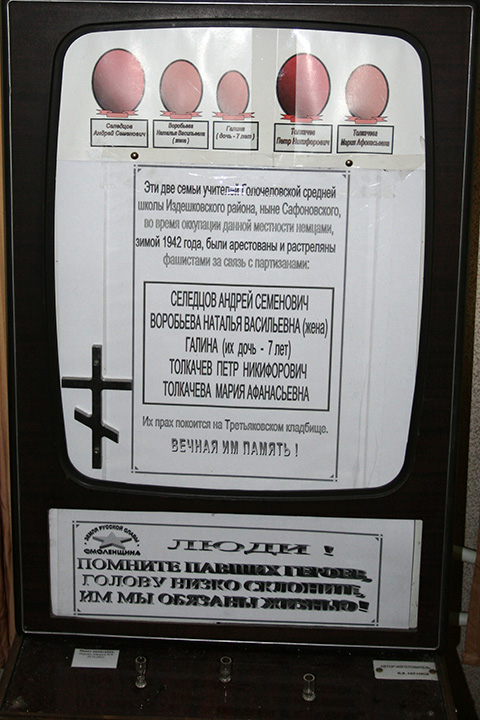 Селедцов
Андрей Семенович
Воробьева
Наталья Васильевна
(жена)
Галина
(дочь - 7 лет)
Толкачев
Петр Никифорович
Толкачева
Мария Афанасьевна
Эти две семьи учителей Голочеловской средней
школы Издешковского района, ныне Сафоновского,
во время оккупации данной местности немцами,
зимой 1942 года, были арестованы и растреляны
фашистами за связь с партизанами:
СЕЛЕДЦОВ АНДРЕЙ СЕМЕНОВИЧ
ВОРОБЬЕВА НАТАЛЬЯ ВАСИЛЬЕВНА (жена)
ГАЛИНА (их дочь - 7 лет)
ТОЛКАЧЕВ ПЕТР НИКИФОРОВИЧ
ТОЛКАЧЕВА МАРИЯ АФАНАСЬЕВНА
Их прах покоится на Третьяковском кладбище.
ВЕЧНАЯ ИМ ПАМЯТЬ !
ЗЕМЛЯ РУССКОЙ СЛАВЫ
СМОЛЕНЩИНА
ЛЮДИ !
ПОМНИТЕ ПАВШИХ ГЕРОЕВ,
ГОЛОВУ НИЗКО СКЛОНИТЕ,
ИМ МЫ ОБЯЗАНЫ ЖИЗНЬЮ !